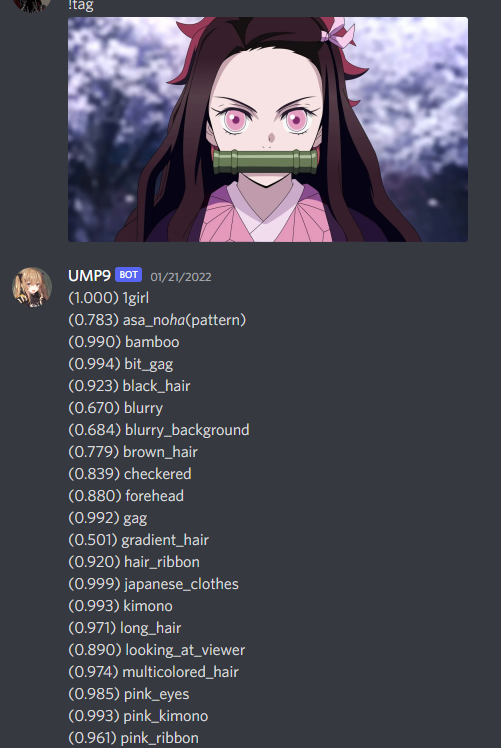 !tag
UMP9 BOT 01/21/2022
(1.000) 1girl
(0.783) asa_noha(pattern)
(0.990) bamboo
(0.994) bit_gag
(0.923) black_hair
(0.670) blurry
(0.684) blurry_background
(0.779) brown_hair
(0.839) checkered
(0.880) forehead
(0.992) gag
(0.501) gradient_hair
(0.920) hair_ribbon
(0.999) japanese_clothes
(0.993) kimono
(0.971) long_hair
(0.890) looking_at_viewer
(0.974) multicolored_hair
(0.985) pink_eyes
(0.993) pink_kimono
(0.961) pink_ribbon